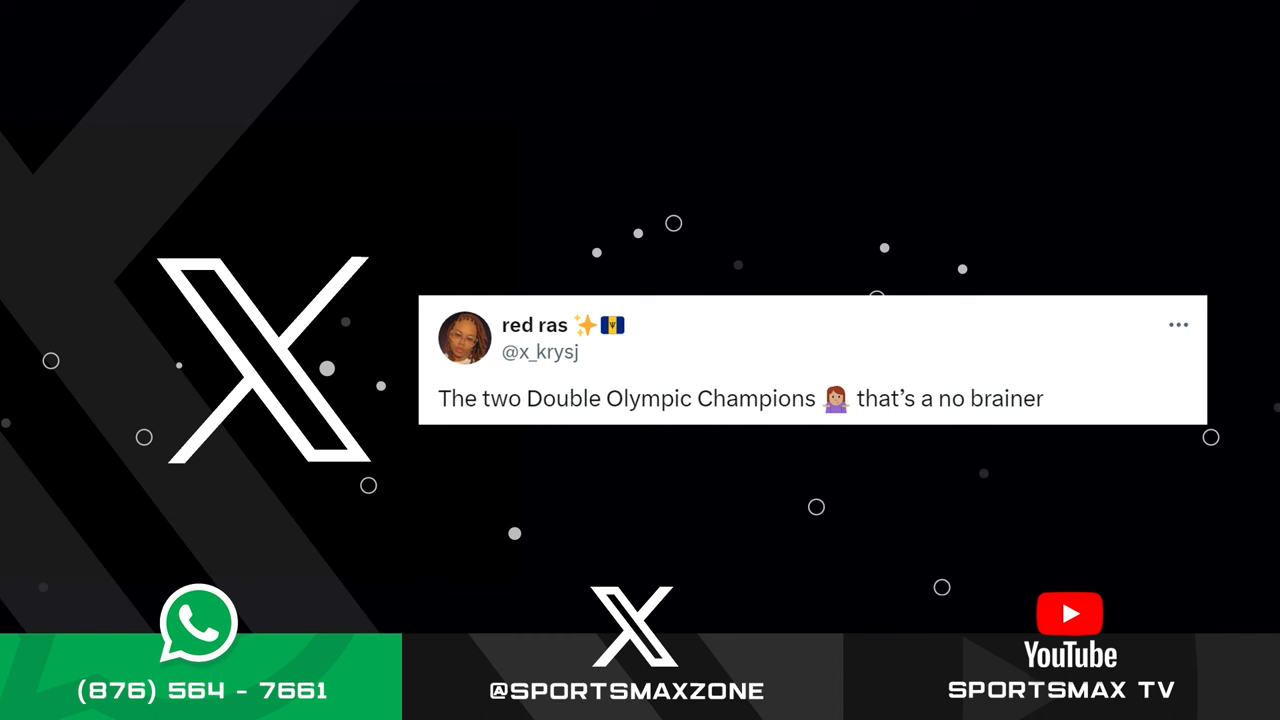 red ras ✨🇧🇧
@x_krysj
The two Double Olympic Champions 🤷🏽‍♀️ that’s a no brainer
(876) 564 - 7661
@SPORTSMAXZONE
YouTube
SPORTSMAX TV